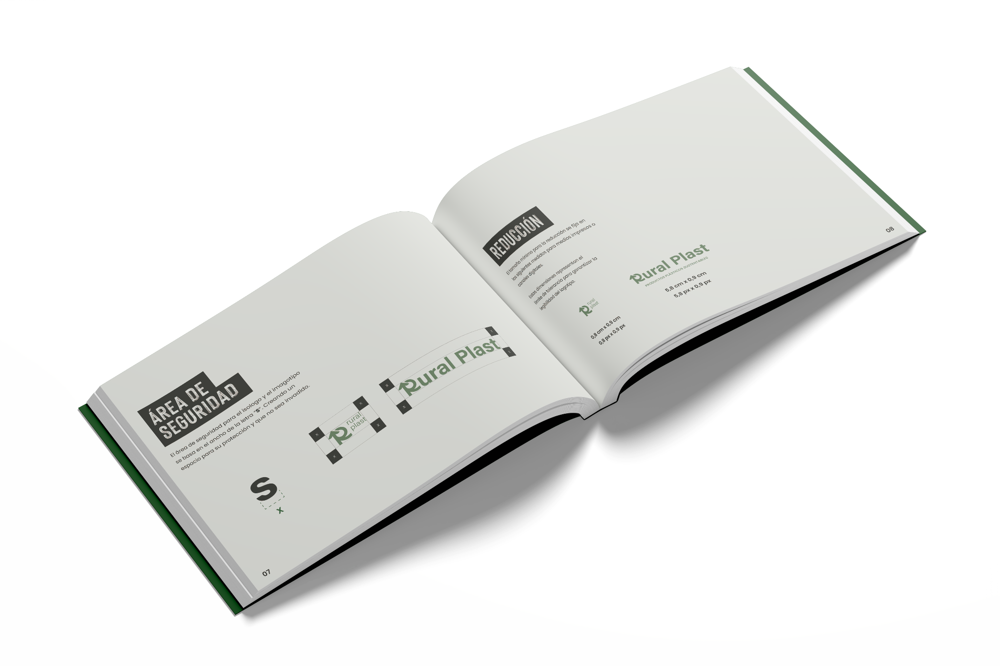 ÁREA DE
SEGURIDAD
El área de seguridad para el isologo y el imagotipo
se basa en el ancho de la letra “s”. Creando un
espacio para su protección y que no sea invadido.
S
x
x
x
rural
plast
x
x
x
x
Rural Plast
x
x
07
REDUCCIÓN
El tamaño mínimo para la reducción se fija en
las siguientes medidas para medios impresos o
canales digitales.
Estas dimensiones representan el
límite de tolerancia para garantizar la
legibilidad del logotipo.
rural
plast
0,8 cm x 0,9 cm
0,8 px x 0,9 px
Rural Plast
PRODUCTOS PLÁSTICOS SUSTENTABLES
5,8 cm x 0,9 cm
5,8 px x 0,9 px
08